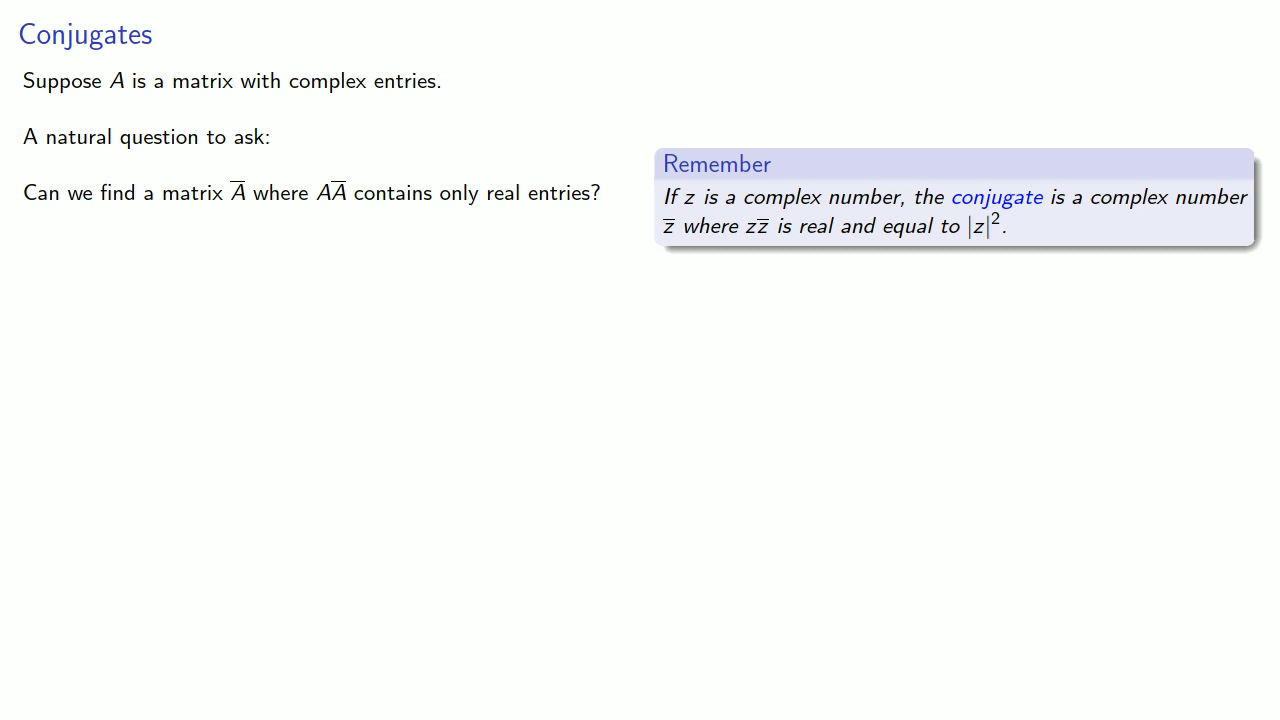 Conjugates
Suppose A is a matrix with complex entries.
A natural question to ask:
Can we find a matrix A̅ where AA̅ contains only real entries?
Remember
If z is a complex number, the conjugate is a complex number
z̅ where zz̅ is real and equal to |z|².